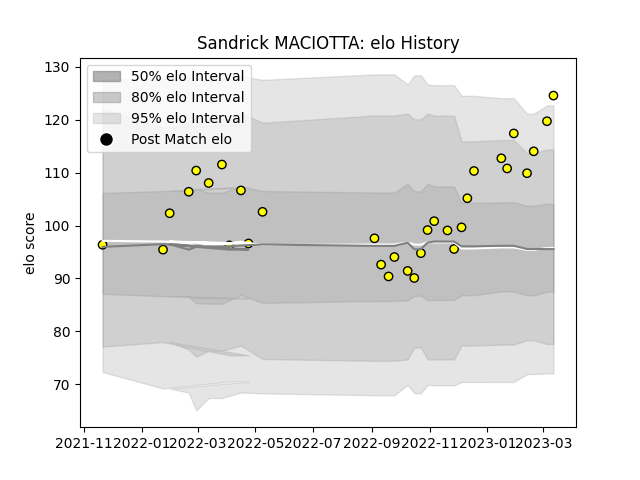 Sandrick MACIOTTA: elo History
50% elo Interval
80% elo Interval
95% elo Interval
Post Match elo
elo score
130
120
110
100
90
80
70
2021-11 2022-01 2022-03 2022-05 2022-07 2022-09 2022-11 2023-01 2023-03